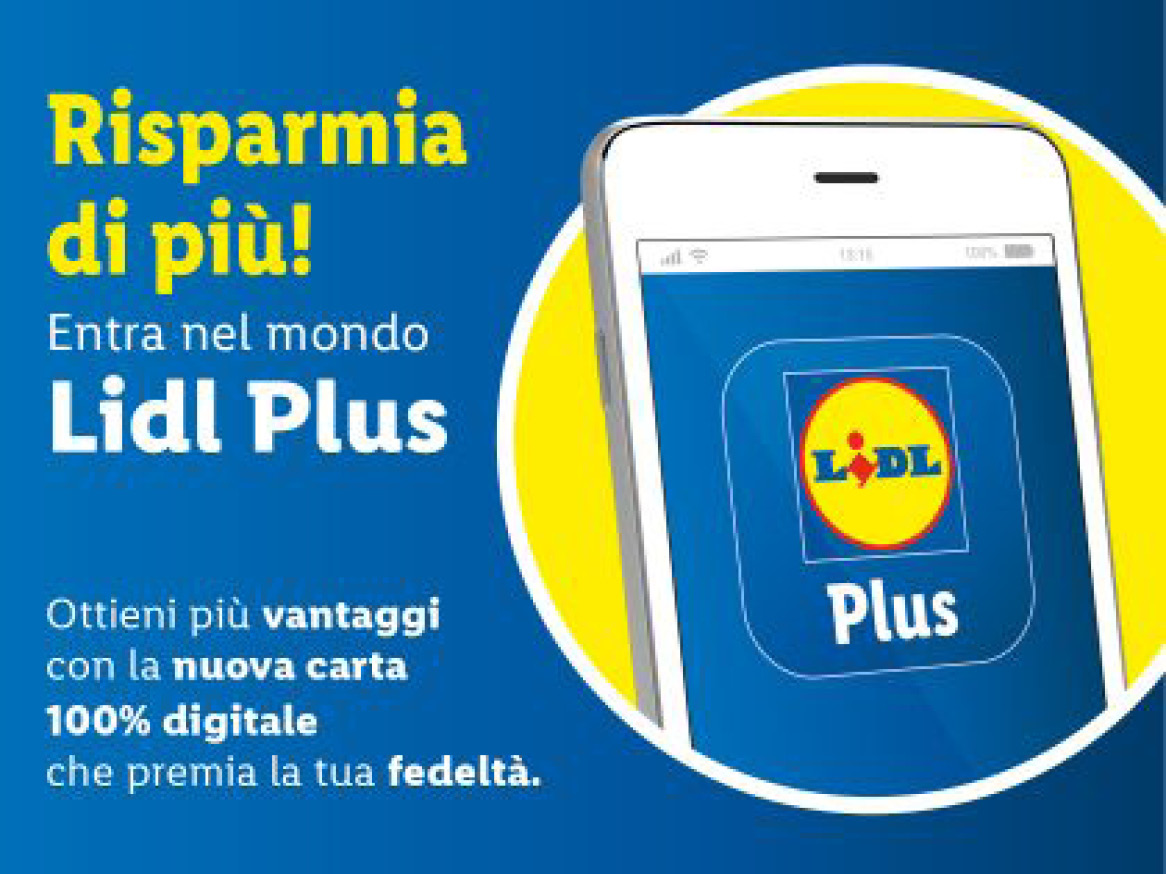 Risparmia
di più!
Entra nel mondo
Lidl Plus
Ottieni più vantaggi
con la nuova carta
100% digitale
che premia la tua fedeltà.
100%
LiDL
Plus